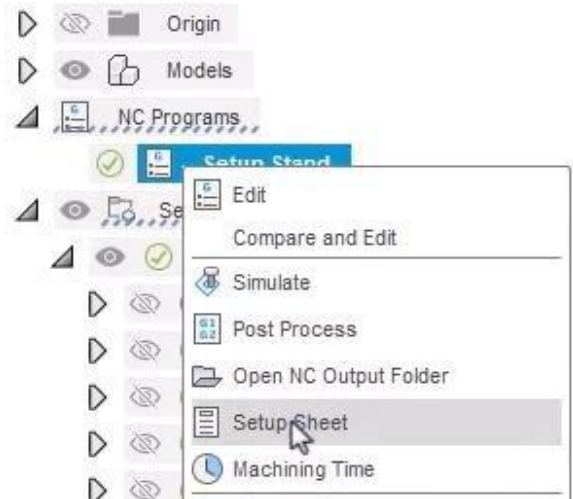 Origin
Models
NC Programs
Setup Stand
Edit
Se
Compare and Edit
Simulate
Post Process
Open NC Output Folder
Setup Sheet
Machining Time